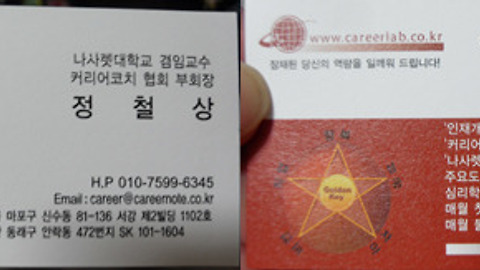 나사렛대학교 겸임교수
커리어코치 협회 부회장
정 철 상
H.P 010-7599-6345
Email : career@careernote.co.kr
마포구 신수동 81-136 서강 제2빌딩 1102호
동래구 안락동 472번지 SK 101-1604
www.careerlab.co.kr
잠재된 당신의 역량을 일깨워 드립니다!
Golden
Key
'인재개
'커리어
'나사렛
주요도
심리학
매월 첫
매월 둘